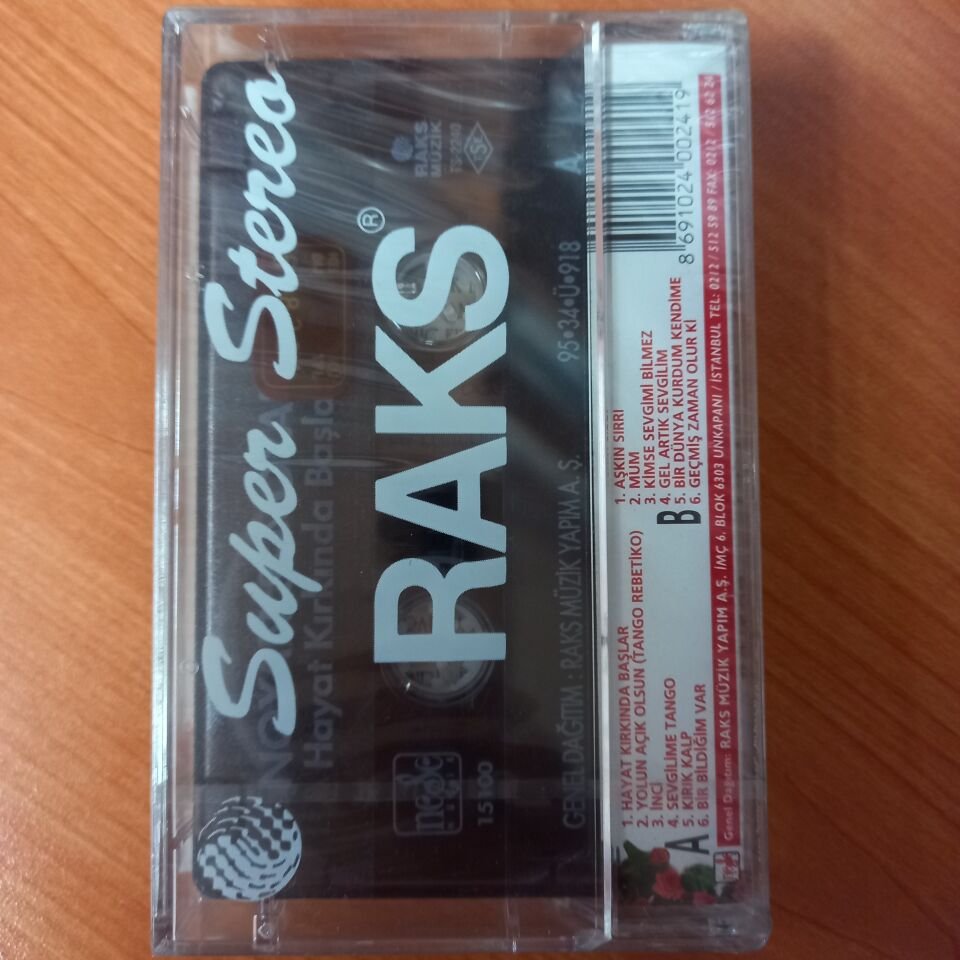 Super Stereo
RAKS®
RAKS
MÜZİK
TSE
A
Hayat Kırkında Başla
ne&c
15100
95•34•Ü•918
GENEL DAĞITIM : RAKS MÜZİK YAPIM A. Ş.
A
1. HAYAT KIRKINDA BAŞLAR
2. YOLUN AÇIK OLSUN (TANGO REBETİKO)
3. İNCİ
4. SEVGİLİME TANGO
5. KIRIK KALP
6. BİR BİLDİĞİM VAR
B
1. AŞKIN SIRRI
2. MUM
3. KİMSE SEVGİMİ BİLMEZ
4. GEL ARTIK SEVGİLİM
5. BİR DÜNYA KURDUM KENDİME
6. GEÇMİŞ ZAMAN OLUR Kİ
8 691024 002419
Genel Dağıtım: RAKS MÜZİK YAPIM A.Ş. İMÇ 6. BLOK 6303 UNKAPANI / İSTANBUL TEL: 0212 / 512 59 89 FAX: 0212 / 512 62 24